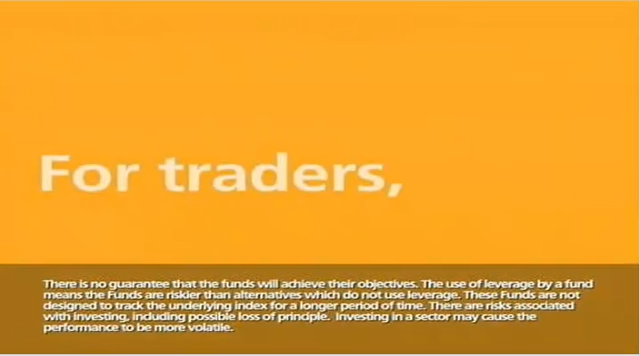 For traders,
There is no guarantee that the funds will achieve their objectives. The use of leverage by a fund
means the Funds are riskier than alternatives which do not use leverage. These Funds are not
designed to track the underlying index for a longer period of time. There are risks associated
with investing, including possible loss of principle. Investing in a sector may cause the
performance to be more volatile.